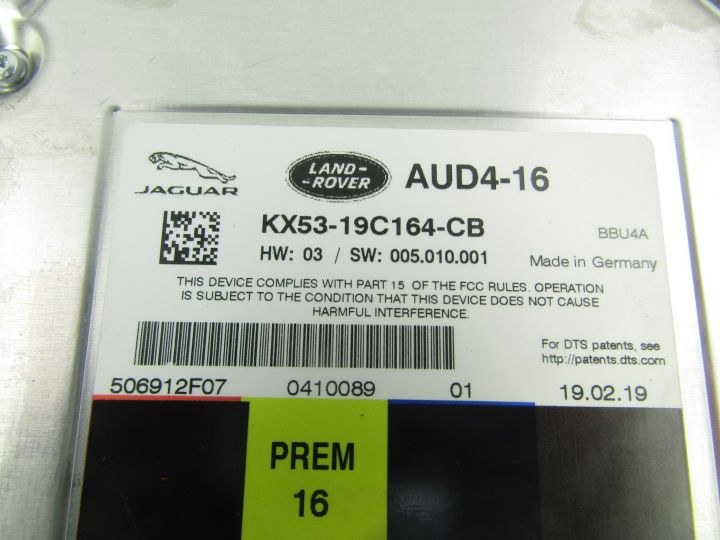 JAGUAR
LAND-
-ROVER
AUD4-16
KX53-19C164-CB
BBU4A
HW: 03 / SW: 005.010.001
Made in Germany
THIS DEVICE COMPLIES WITH PART 15 OF THE FCC RULES. OPERATION
IS SUBJECT TO THE CONDITION THAT THIS DEVICE DOES NOT CAUSE
HARMFUL INTERFERENCE.
For DTS patents, see
http://patents.dts.com
506912F07 0410089 01 19.02.19
PREM
16